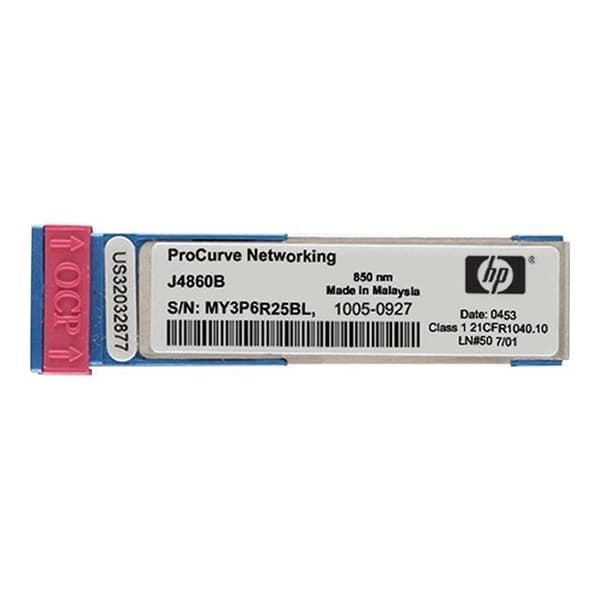 ↑ OCP ↑
US32032877
ProCurve Networking
J4860B
850 nm
Made in Malaysia
S/N: MY3P6R25BL, 1005-0927
hp
Date: 0453
Class 1 21CFR1040.10
LN#50 7/01